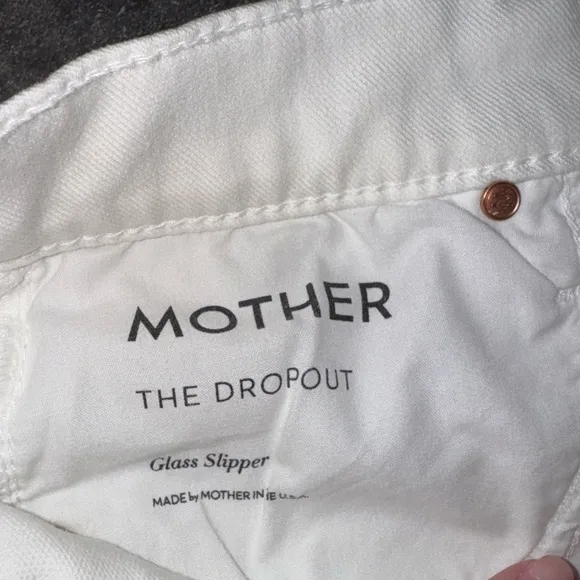 MOTHER
THE DROPOUT
Glass Slipper
MADE by MOTHER IN E U.S.A.